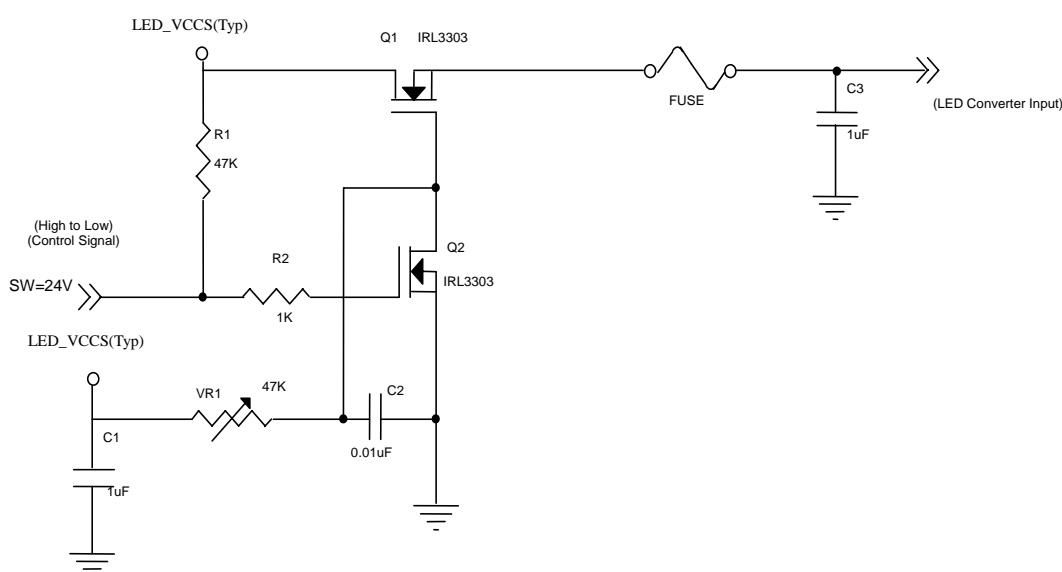 LED_VCCS(Typ)
Q1
IRL3303
FUSE
C3
1uF
(LED Converter Input)
R1
47K
(High to Low)
(Control Signal)
SW=24V
R2
1K
Q2
IRL3303
LED_VCCS(Typ)
VR1
47K
C2
0.01uF
C1
1uF